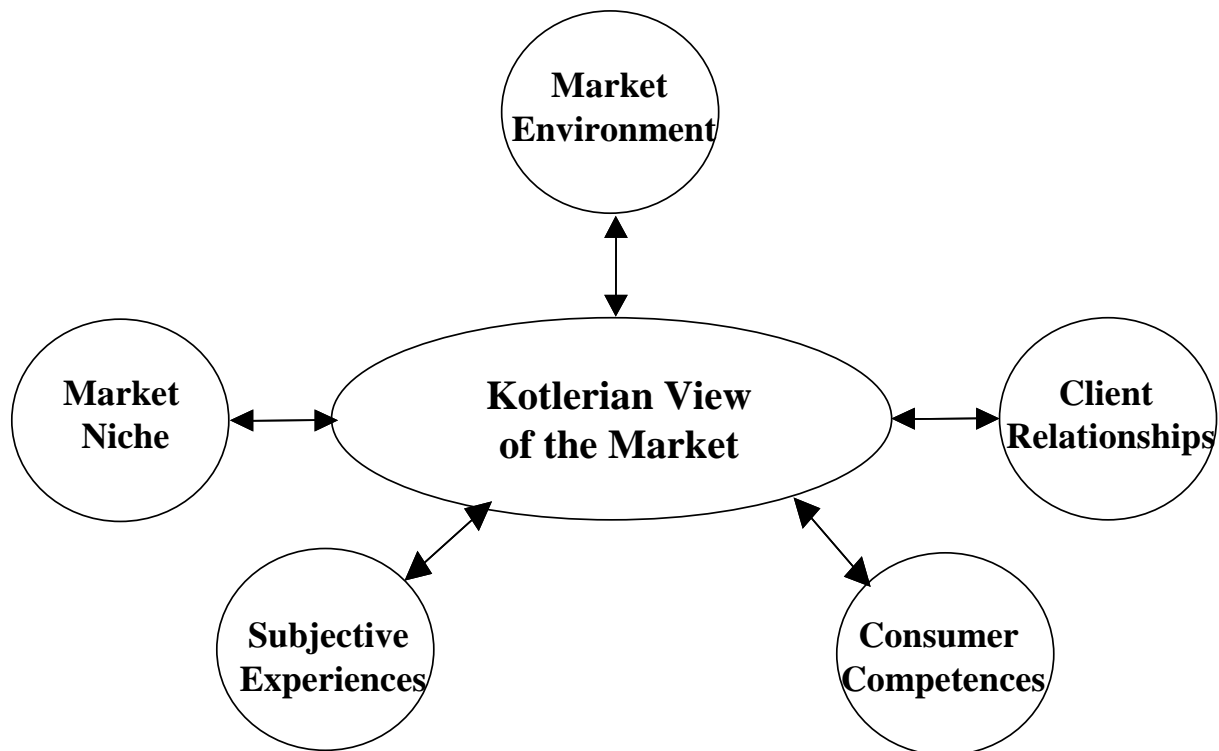 Market
Environment
Market
Niche
Kotlerian View
of the Market
Client
Relationships
Subjective
Experiences
Consumer
Competences